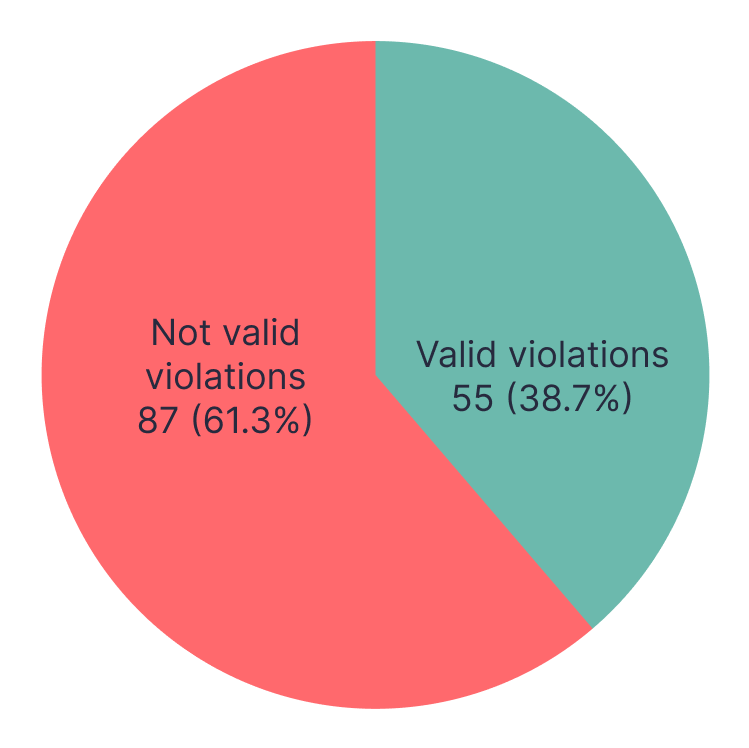 Not valid
violations
87 (61.3%)
Valid violations
55 (38.7%)